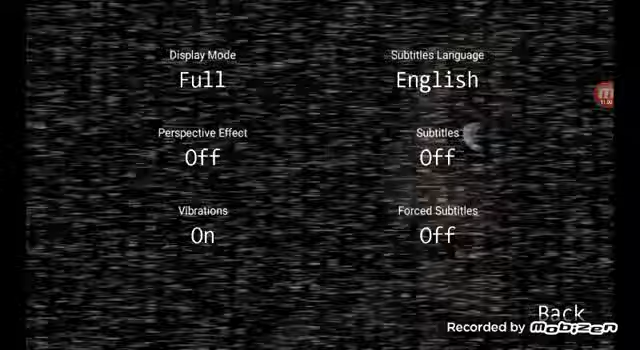 Display Mode
Full
Subtitles Language
English
Perspective Effect
Off
Subtitles
Off
Vibrations
On
Forced Subtitles
Off
Back
Recorded by Mobizen